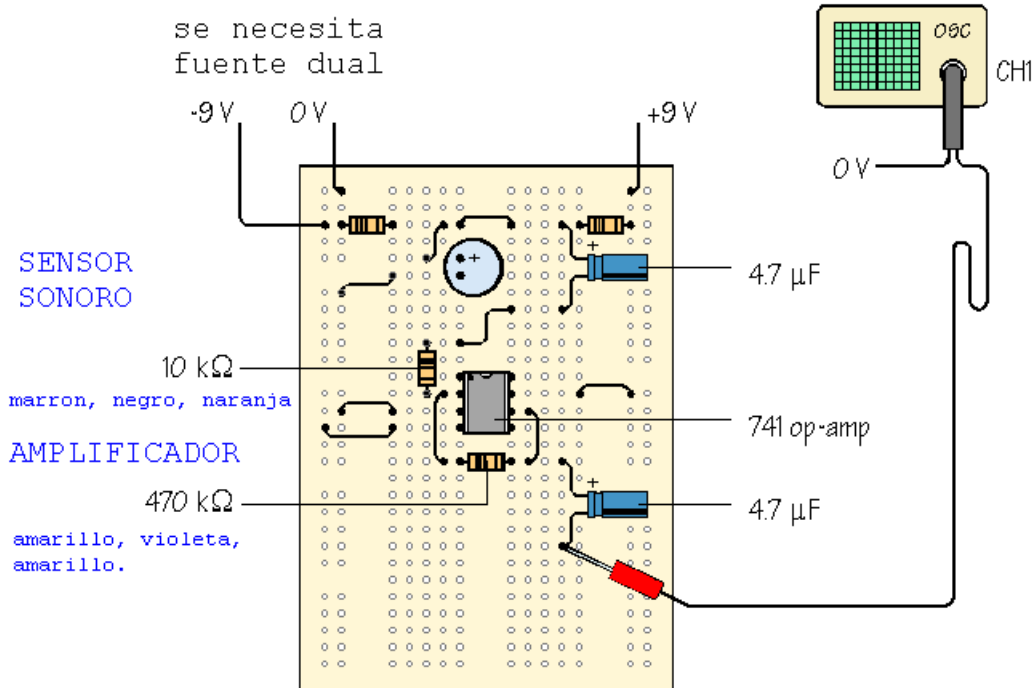 se necesita
fuente dual
-9 V
0 V
+9 V
OSC
CH1
0 V
SENSOR
SONORO
+
+
4.7 µF
10 kΩ
marron, negro, naranja
741 op-amp
AMPLIFICADOR
470 kΩ
+
4.7 µF
amarillo, violeta,
amarillo.